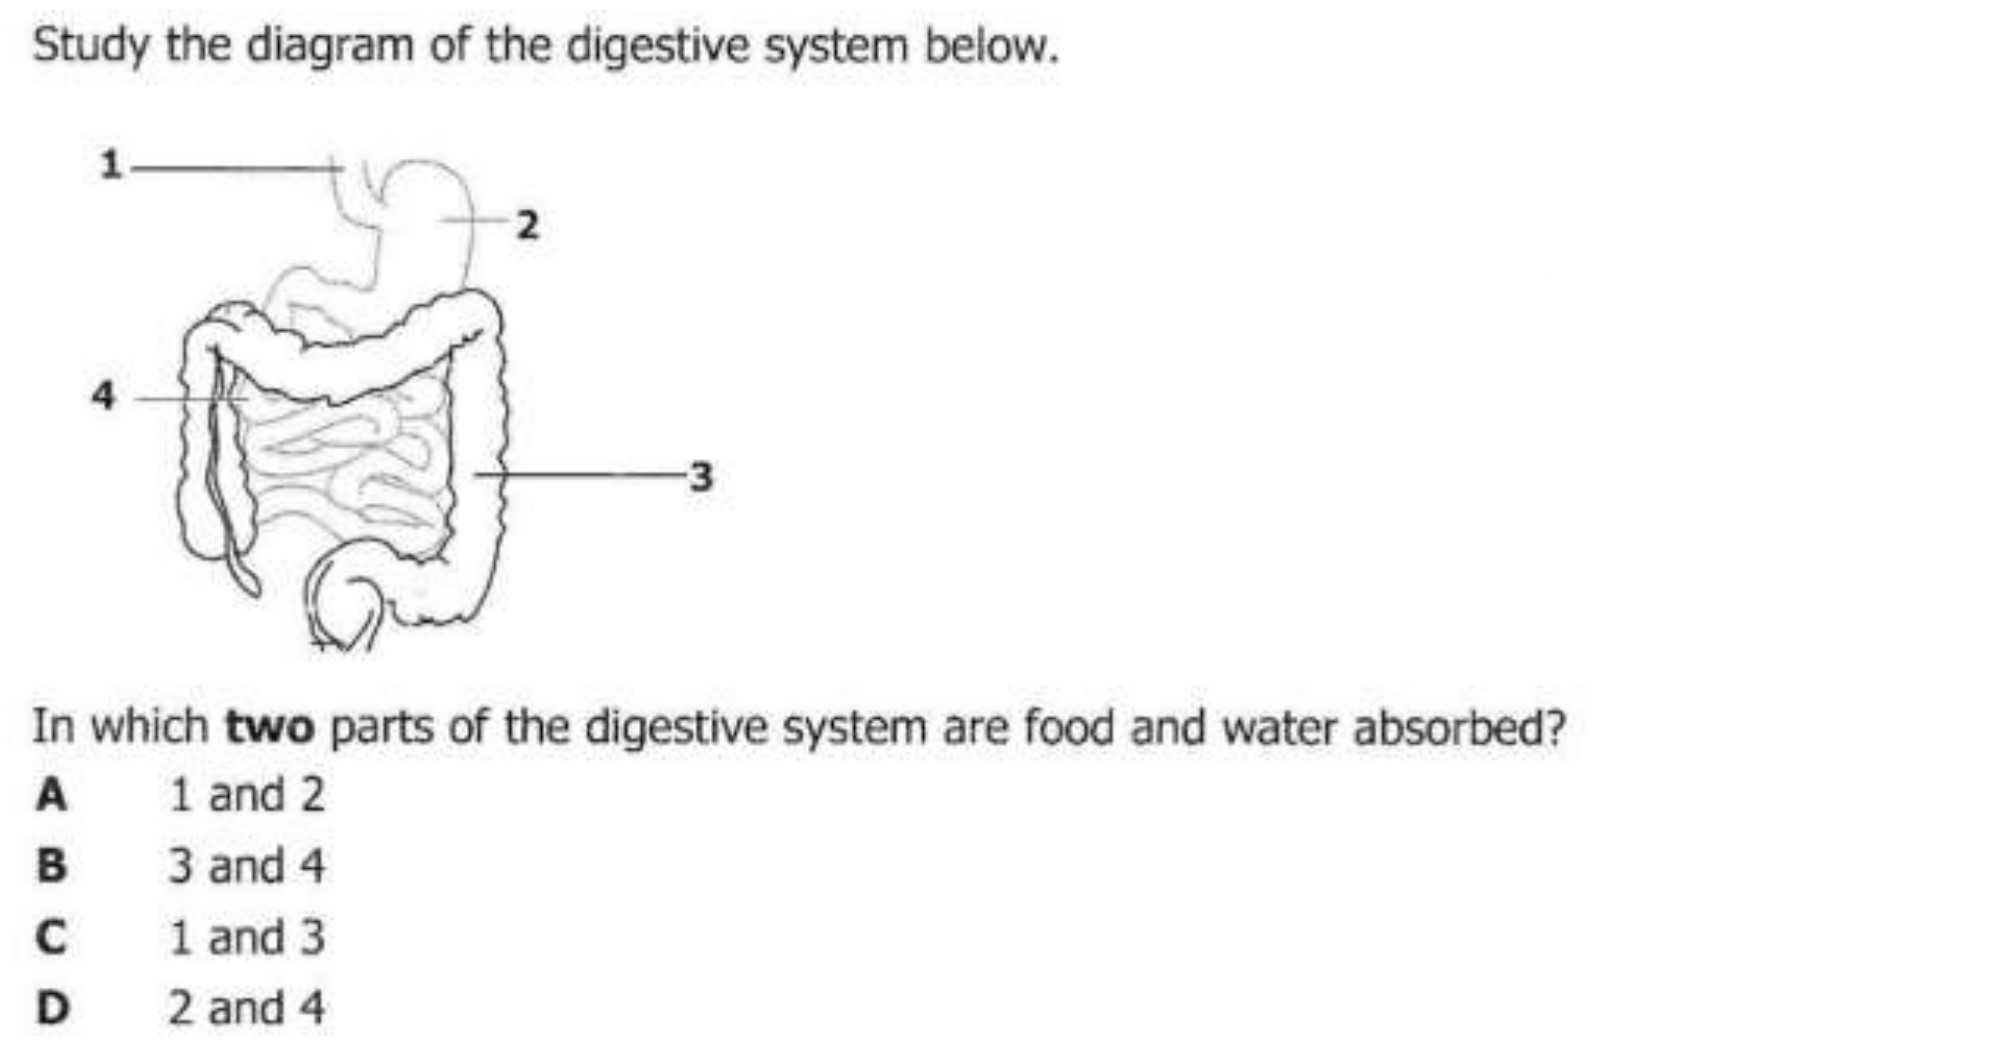 Study the diagram of the digestive system below.
1
2
4
3
In which two parts of the digestive system are food and water absorbed?
A 1 and 2
B 3 and 4
C 1 and 3
D 2 and 4